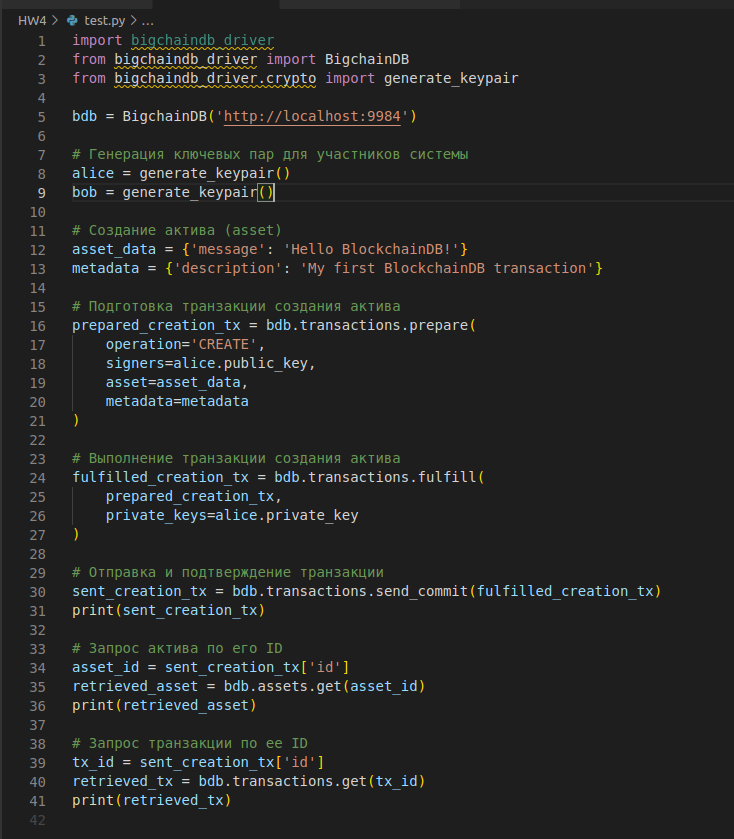 HW4 > test.py > ...
1 import bigchaindb_driver
2 from bigchaindb_driver import BigchainDB
3 from bigchaindb_driver.crypto import generate_keypair
4
5 bdb = BigchainDB('http://localhost:9984')
6
7 # Генерация ключевых пар для участников системы
8 alice = generate_keypair()
9 bob = generate_keypair()
10
11 # Создание актива (asset)
12 asset_data = {'message': 'Hello BlockchainDB!'}
13 metadata = {'description': 'My first BlockchainDB transaction'}
14
15 # Подготовка транзакции создания актива
16 prepared_creation_tx = bdb.transactions.prepare(
17     operation='CREATE',
18     signers=alice.public_key,
19     asset=asset_data,
20     metadata=metadata
21 )
22
23 # Выполнение транзакции создания актива
24 fulfilled_creation_tx = bdb.transactions.fulfill(
25     prepared_creation_tx,
26     private_keys=alice.private_key
27 )
28
29 # Отправка и подтверждение транзакции
30 sent_creation_tx = bdb.transactions.send_commit(fulfilled_creation_tx)
31 print(sent_creation_tx)
32
33 # Запрос актива по его ID
34 asset_id = sent_creation_tx['id']
35 retrieved_asset = bdb.assets.get(asset_id)
36 print(retrieved_asset)
37
38 # Запрос транзакции по ее ID
39 tx_id = sent_creation_tx['id']
40 retrieved_tx = bdb.transactions.get(tx_id)
41 print(retrieved_tx)
42